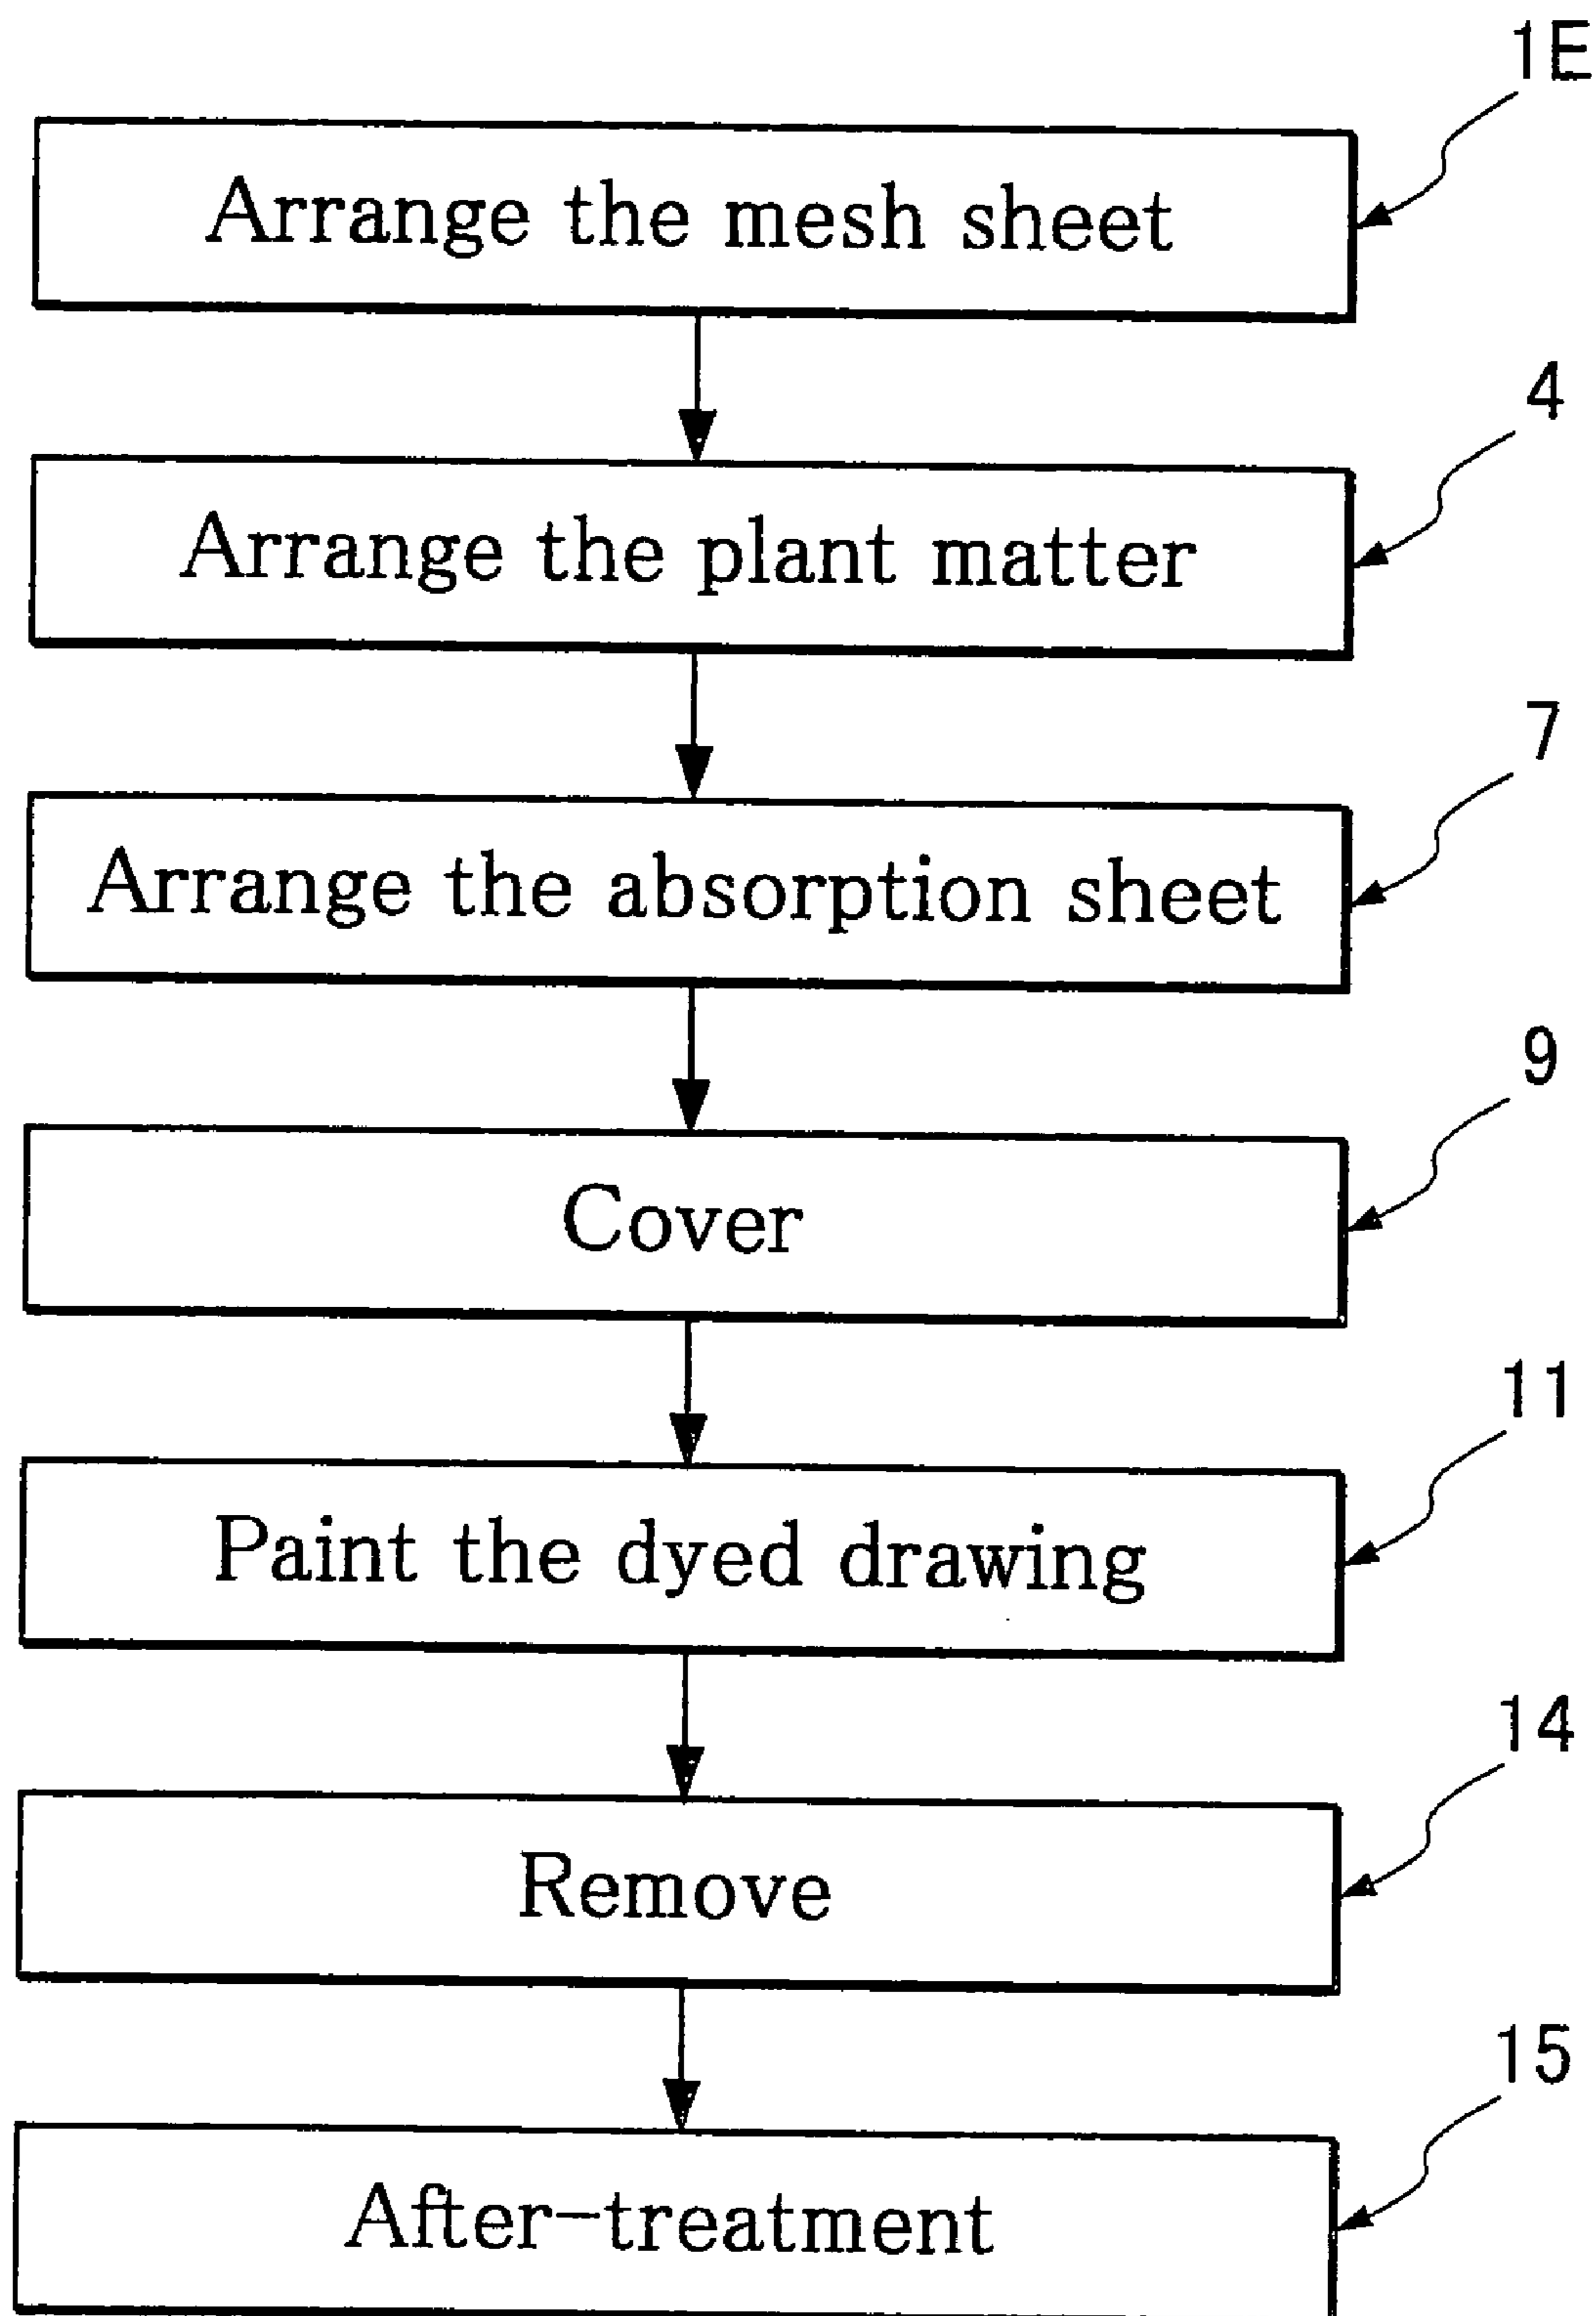 1E
Arrange the mesh sheet
4
Arrange the plant matter
7
Arrange the absorption sheet
9
Cover
11
Paint the dyed drawing
14
Remove
15
After-treatment